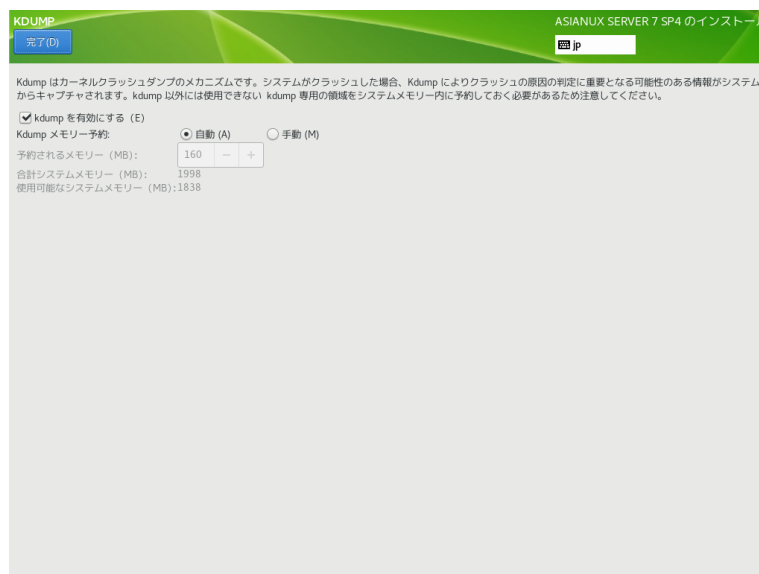 KDUMP
ASIANUX SERVER 7 SP4 のインストール
完了(D)
jp
Kdump はカーネルクラッシュダンプのメカニズムです。システムがクラッシュした場合、Kdump によりクラッシュの原因の判定に重要となる可能性のある情報がシステム
からキャプチャされます。kdump 以外には使用できない kdump 専用の領域をシステムメモリー内に予約しておく必要があるため注意してください。
kdump を有効にする (E)
Kdump メモリー予約: 自動 (A) 手動 (M)
予約されるメモリー (MB): 160 − +
合計システムメモリー (MB): 1998
使用可能なシステムメモリー (MB): 1838